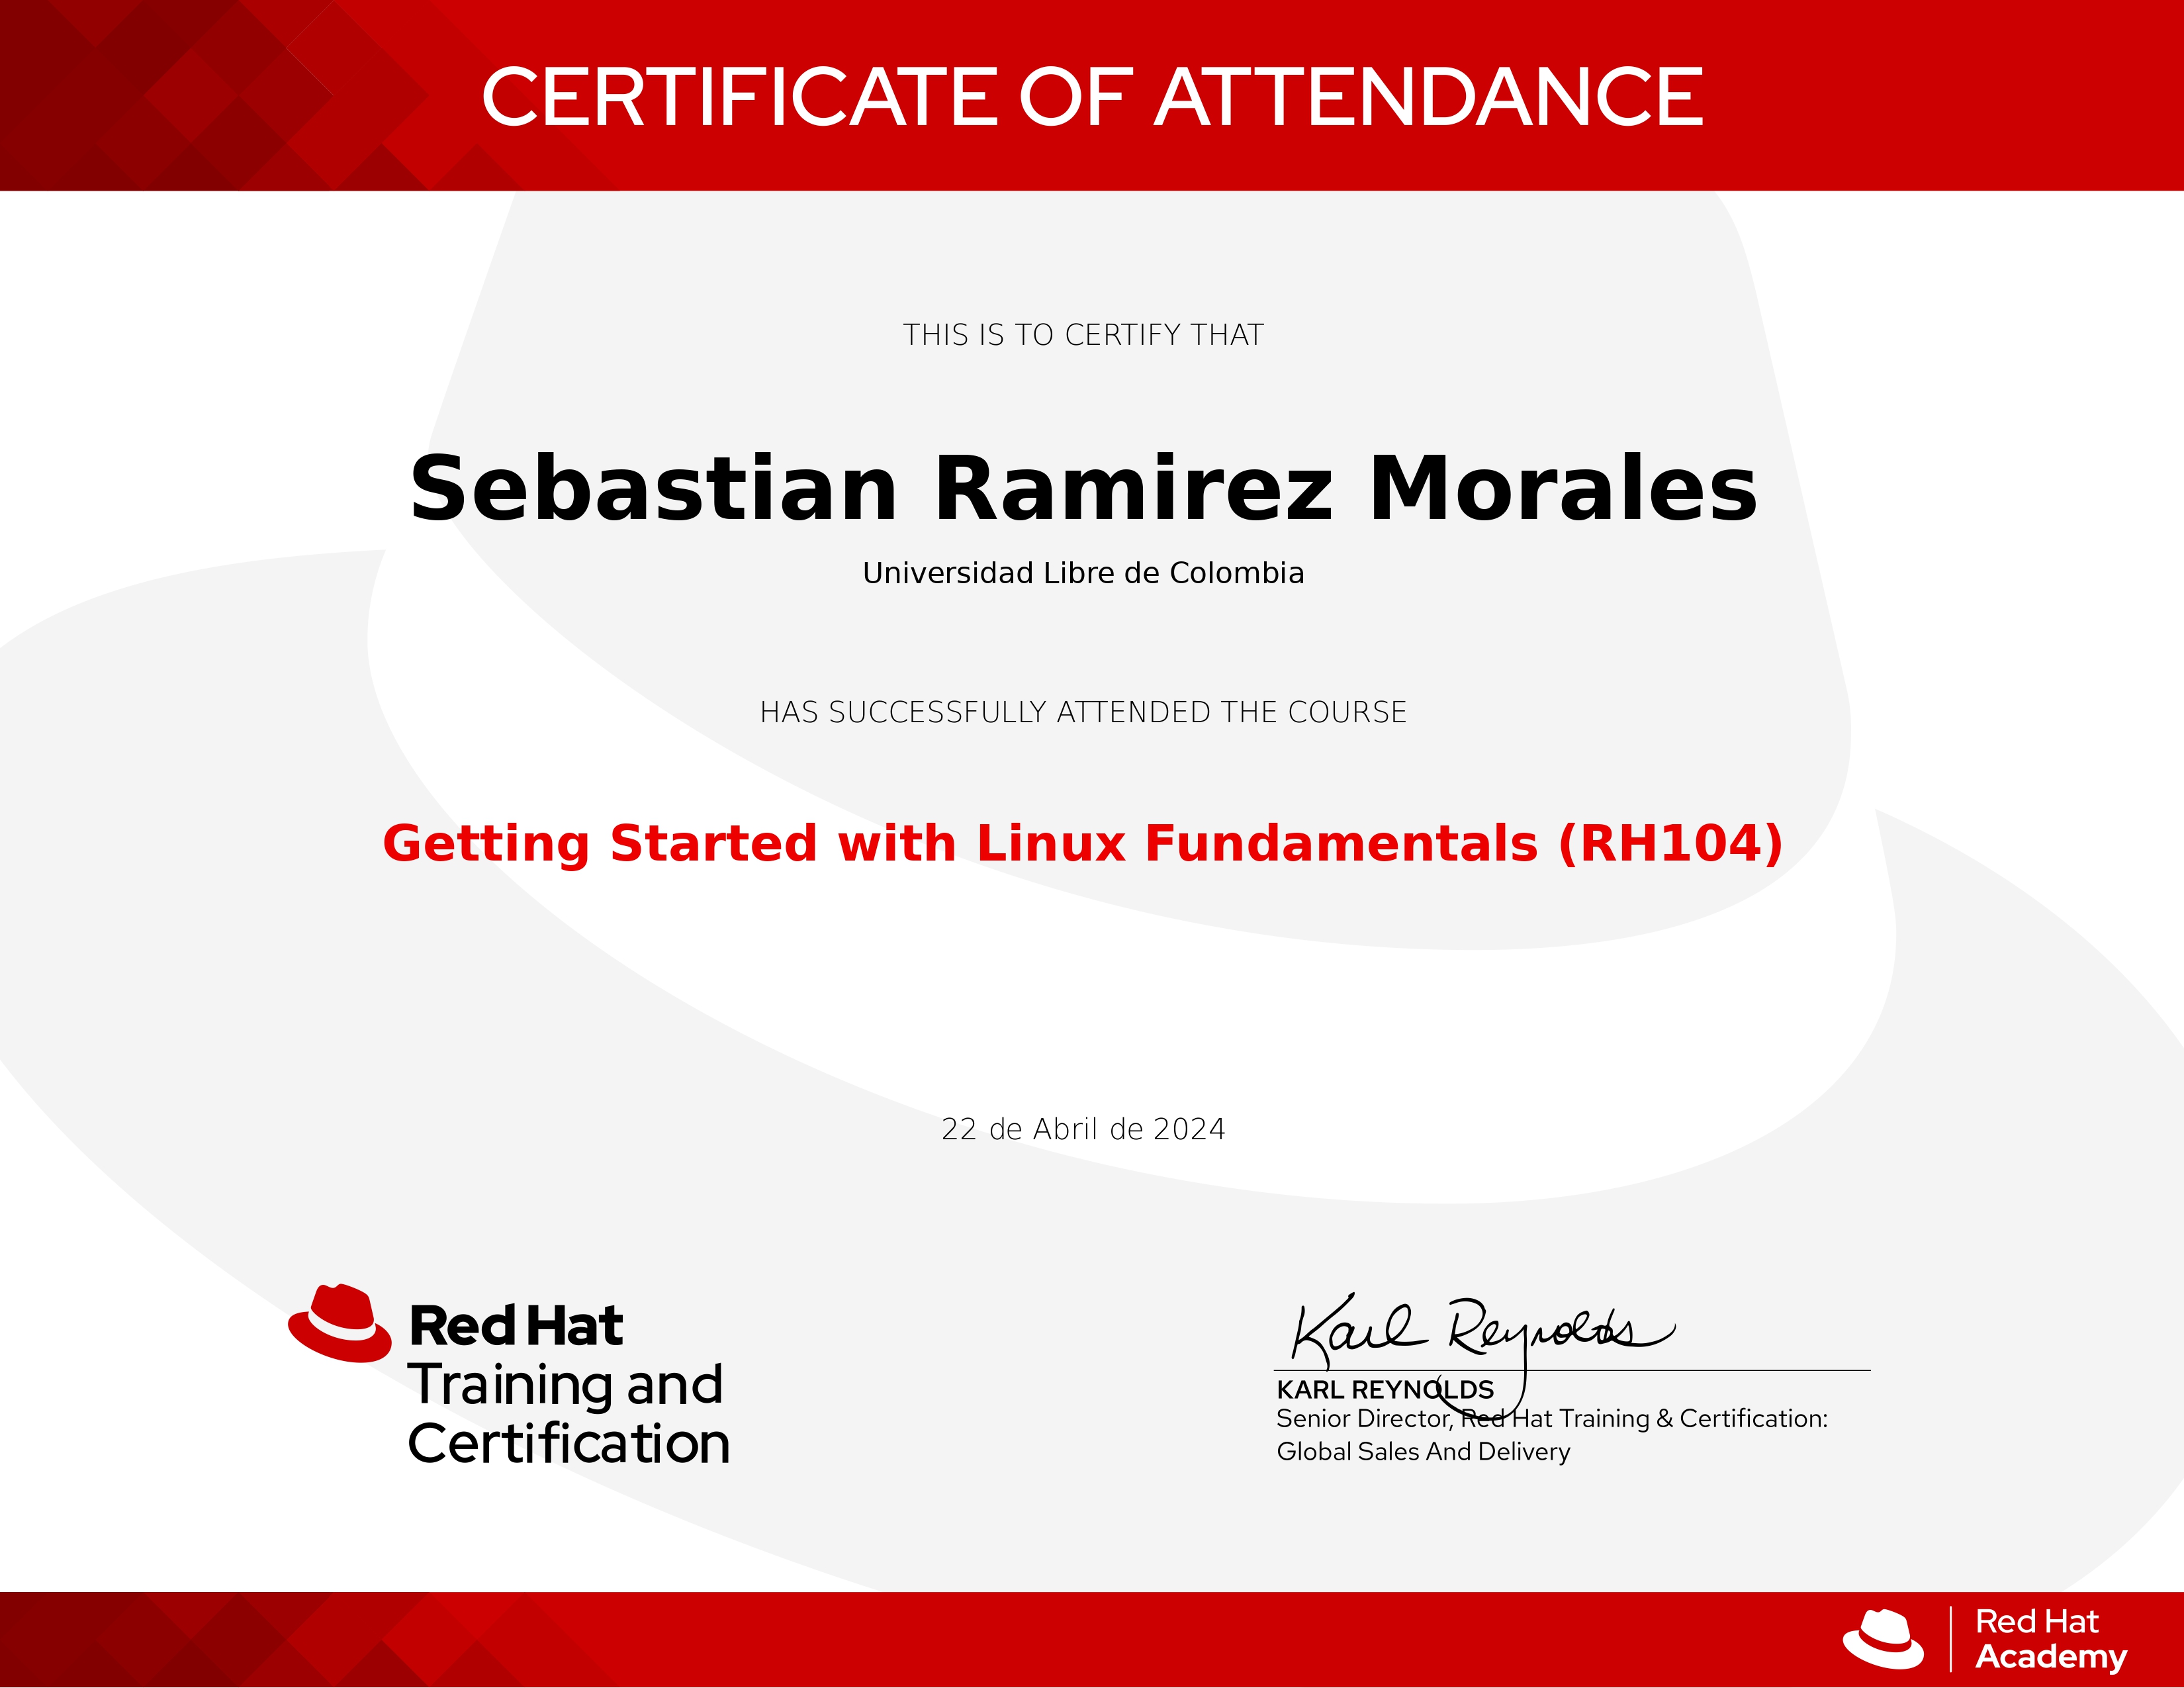 CERTIFICATE OF ATTENDANCE
THIS IS TO CERTIFY THAT
Sebastian Ramirez Morales
Universidad Libre de Colombia
HAS SUCCESSFULLY ATTENDED THE COURSE
Getting Started with Linux Fundamentals (RH104)
22 de Abril de 2024
Red Hat
Training and
Certification
Karl Reynolds
KARL REYNOLDS
Senior Director, Red Hat Training & Certification:
Global Sales And Delivery
Red Hat
Academy